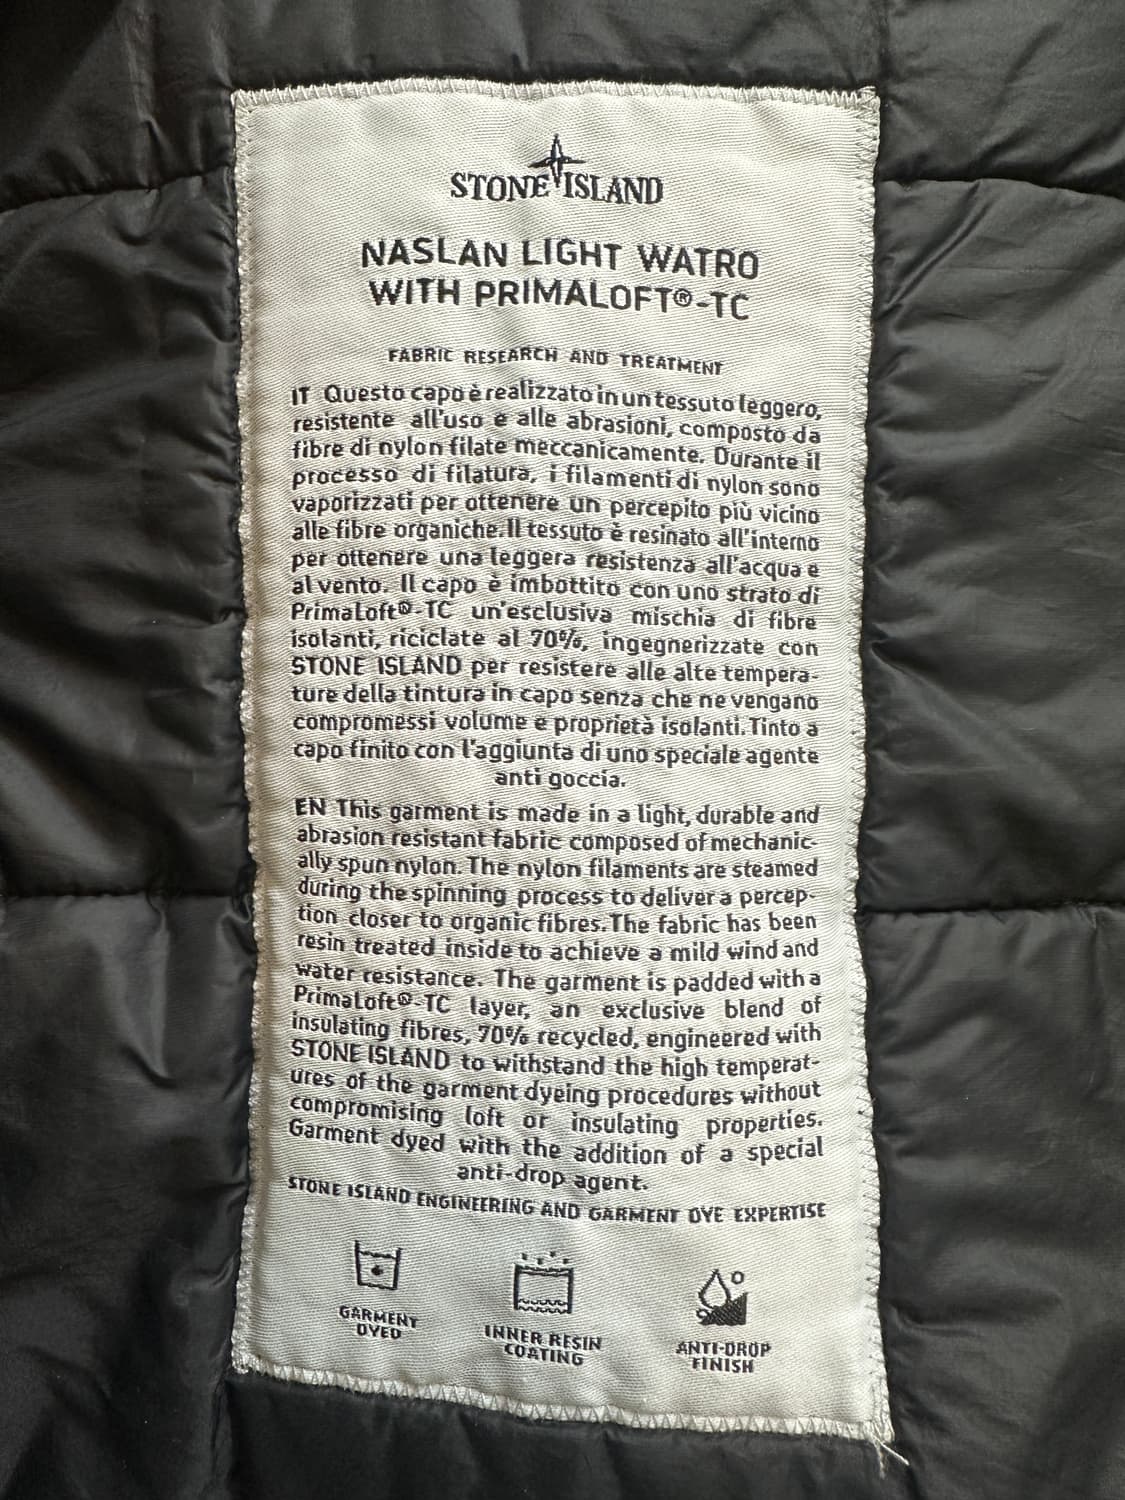 STONE ISLAND
NASLAN LIGHT WATRO
WITH PRIMALOFT®-TC
FABRIC RESEARCH AND TREATMENT
IT Questo capo è realizzato in un tessuto leggero,
resistente all'uso e alle abrasioni, composto da
fibre di nylon filate meccanicamente. Durante il
processo di filatura, i filamenti di nylon sono
vaporizzati per ottenere un percepito più vicino
alle fibre organiche. Il tessuto è resinato all'interno
per ottenere una leggera resistenza all'acqua e
al vento. Il capo è imbottito con uno strato di
PrimaLoft®-TC un'esclusiva mischia di fibre
isolanti, riciclate al 70%, ingegnerizzate con
STONE ISLAND per resistere alle alte tempera-
ture della tintura in capo senza che ne vengano
compromessi volume e proprietà isolanti. Tinto a
capo finito con l'aggiunta di uno speciale agente
anti goccia.
EN This garment is made in a light, durable and
abrasion resistant fabric composed of mechanic-
ally spun nylon. The nylon filaments are steamed
during the spinning process to deliver a percep-
tion closer to organic fibres. The fabric has been
resin treated inside to achieve a mild wind and
water resistance. The garment is padded with a
PrimaLoft®-TC layer, an exclusive blend of
insulating fibres, 70% recycled, engineered with
STONE ISLAND to withstand the high temperat-
ures of the garment dyeing procedures without
compromising loft or insulating properties.
Garment dyed with the addition of a special
anti-drop agent.
STONE ISLAND ENGINEERING AND GARMENT DYE EXPERTISE
GARMENT
DYED
INNER RESIN
COATING
ANTI-DROP
FINISH